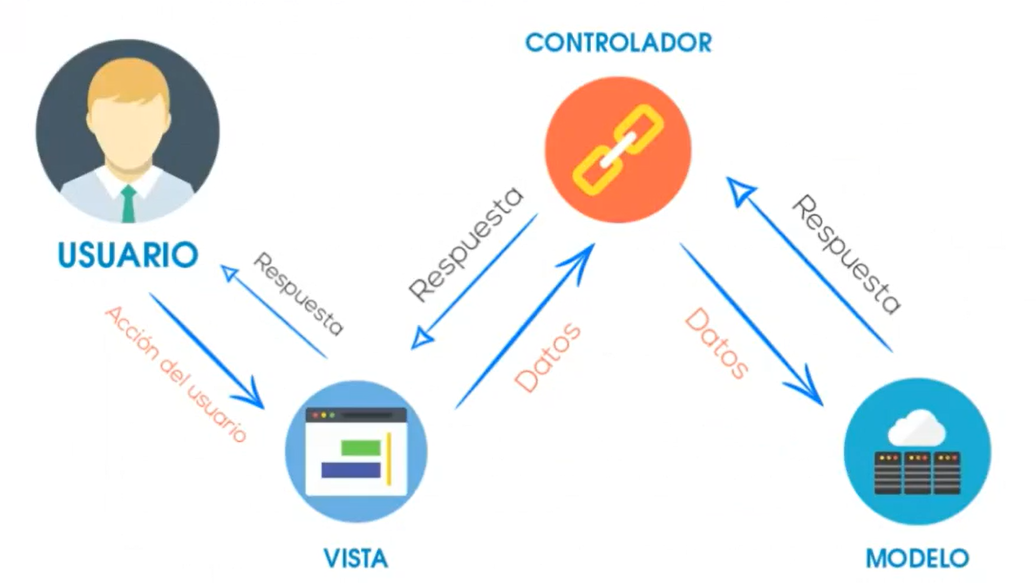 CONTROLADOR
USUARIO
Respuesta
Acción del usuario
Respuesta
Datos
Datos
Respuesta
VISTA
MODELO